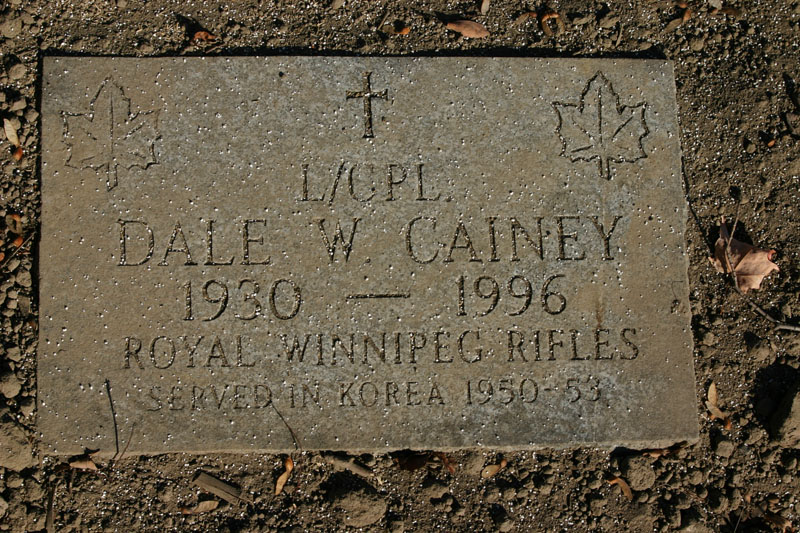 L/CPL.
DALE W. CAINEY
1930 — 1996
ROYAL WINNIPEG RIFLES
SERVED IN KOREA 1950-53